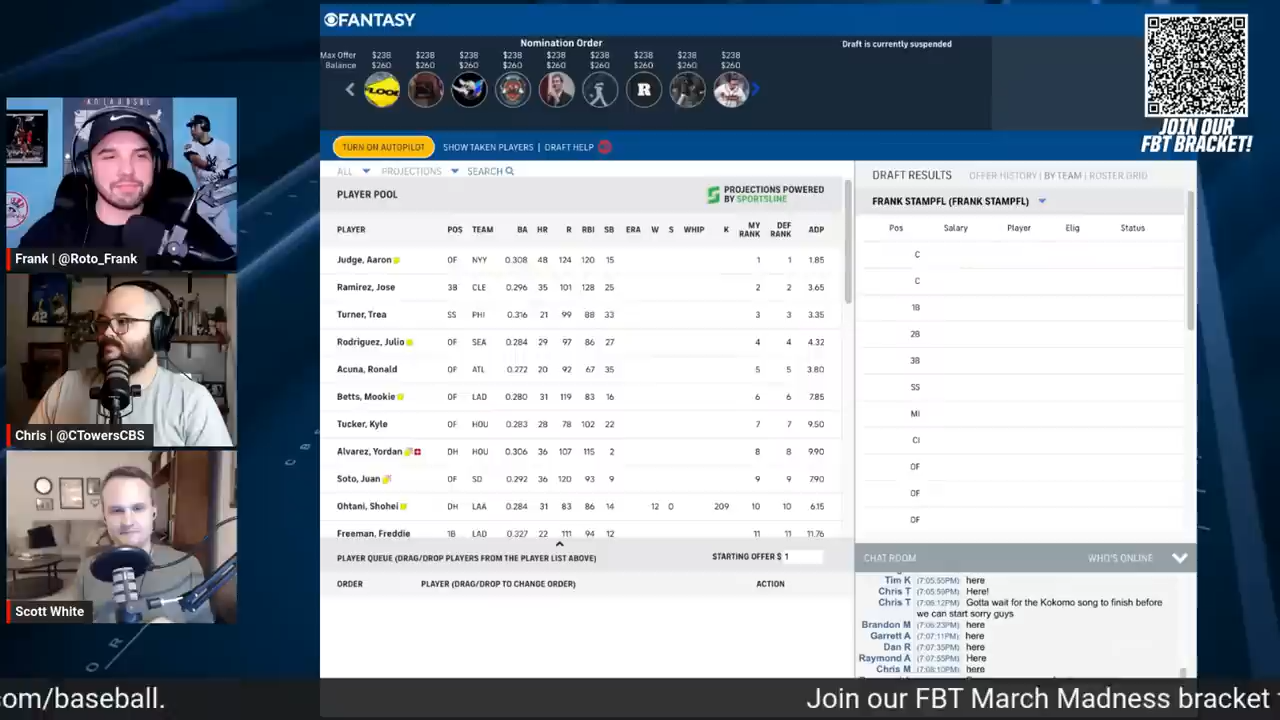 FANTASY
Nomination Order
Draft is currently suspended
Max Offer $238 $238 $238 $238 $238 $238 $238 $238 $238
Balance $260 $260 $260 $260 $260 $260 $260 $260 $260
R
JOIN OUR
FBT BRACKET!
TURN ON AUTOPILOT SHOW TAKEN PLAYERS | DRAFT HELP
ALL PROJECTIONS SEARCH
PLAYER POOL
PROJECTIONS POWERED
BY SPORTSLINE
PLAYER POS TEAM BA HR R RBI SB ERA W S WHIP K MY RANK DEF RANK ADP
Judge, Aaron OF NYY 0.308 48 124 120 15 1 1 1.85
Ramirez, Jose 3B CLE 0.296 35 101 128 25 2 2 3.65
Turner, Trea SS PHI 0.316 21 99 88 33 3 3 3.35
Rodriguez, Julio OF SEA 0.284 29 97 86 27 4 4 4.32
Acuna, Ronald OF ATL 0.272 20 92 67 35 5 5 3.80
Betts, Mookie OF LAD 0.280 31 119 83 16 6 6 7.85
Tucker, Kyle OF HOU 0.283 28 78 102 22 7 7 9.50
Alvarez, Yordan DH HOU 0.306 36 107 115 2 8 8 9.90
Soto, Juan OF SD 0.292 36 120 93 9 9 9 7.90
Ohtani, Shohei DH LAA 0.284 31 83 86 14 12 0 209 10 10 6.15
Freeman, Freddie 1B LAD 0.327 22 111 94 12 11 11 11.76
PLAYER QUEUE (DRAG/DROP PLAYERS FROM THE PLAYER LIST ABOVE) STARTING OFFER $ 1
ORDER PLAYER (DRAG/DROP TO CHANGE ORDER) ACTION
DRAFT RESULTS OFFER HISTORY | BY TEAM | ROSTER GRID
FRANK STAMPFL (FRANK STAMPFL)
Pos Salary Player Elig Status
C
C
1B
2B
3B
SS
MI
CI
OF
OF
OF
CHAT ROOM WHO'S ONLINE
Tim K (7:05:55PM) here
Chris T (7:05:59PM) Here!
Chris T (7:06:12PM) Gotta wait for the Kokomo song to finish before
we can start sorry guys
Brandon M (7:06:23PM) here
Garrett A (7:07:11PM) here
Dan R (7:07:35PM) here
Raymond A (7:07:55PM) Here
Chris M (7:08:10PM) here
Frank | @Roto_Frank
Chris | @CTowersCBS
Scott White
com/baseball. Join our FBT March Madness bracket